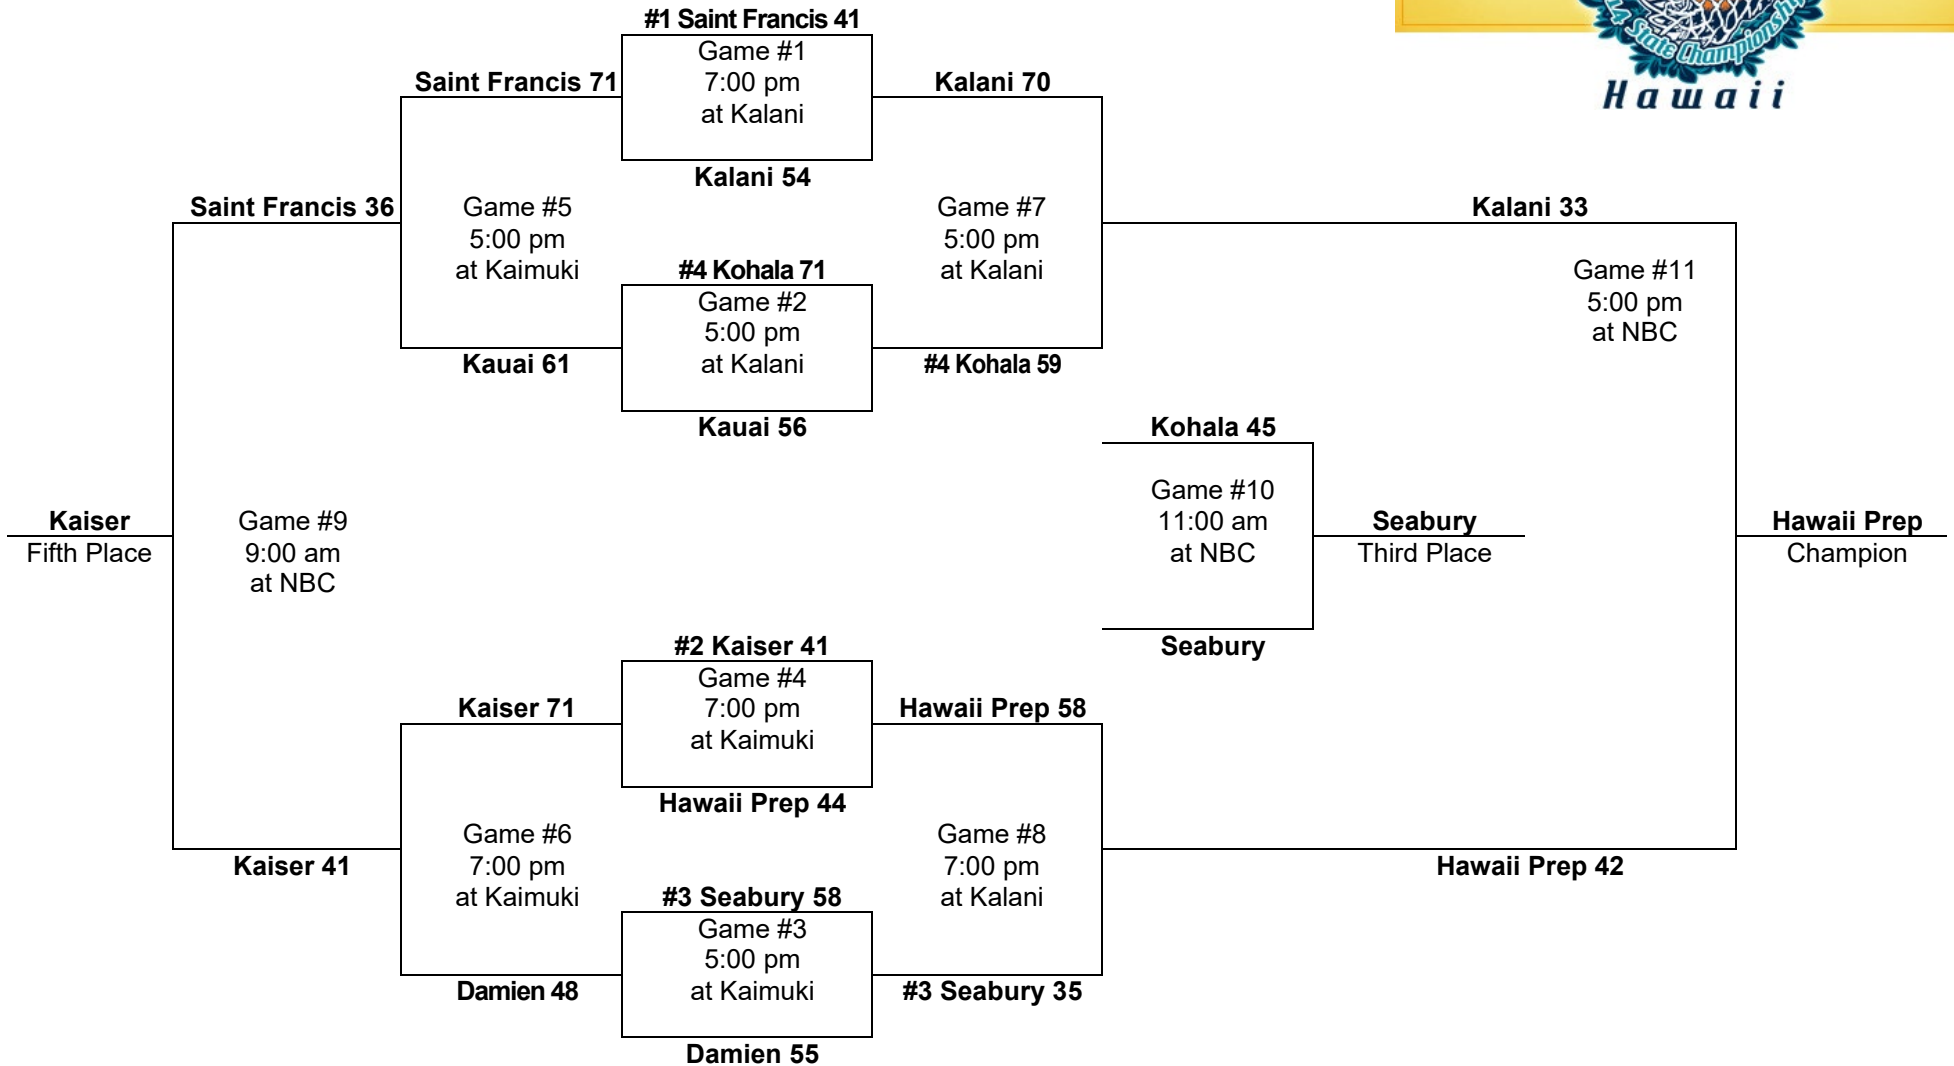 #1 Saint Francis 41
Game #1
7:00 pm
at Kalani
Kalani 54
Saint Francis 71
Kalani 70
14 State Championship
Hawaii
Saint Francis 36
Game #5
5:00 pm
at Kaimuki
Game #7
5:00 pm
at Kalani
Kalani 33
#4 Kohala 71
Game #2
5:00 pm
at Kalani
Kauai 56
Game #11
5:00 pm
at NBC
Kauai 61
#4 Kohala 59
Kohala 45
Game #10
11:00 am
at NBC
Seabury
Kaiser
Fifth Place
Game #9
9:00 am
at NBC
Seabury
Third Place
Hawaii Prep
Champion
#2 Kaiser 41
Game #4
7:00 pm
at Kaimuki
Hawaii Prep 44
Kaiser 71
Hawaii Prep 58
Game #6
7:00 pm
at Kaimuki
Game #8
7:00 pm
at Kalani
Kaiser 41
Hawaii Prep 42
#3 Seabury 58
Game #3
5:00 pm
at Kaimuki
Damien 55
Damien 48
#3 Seabury 35